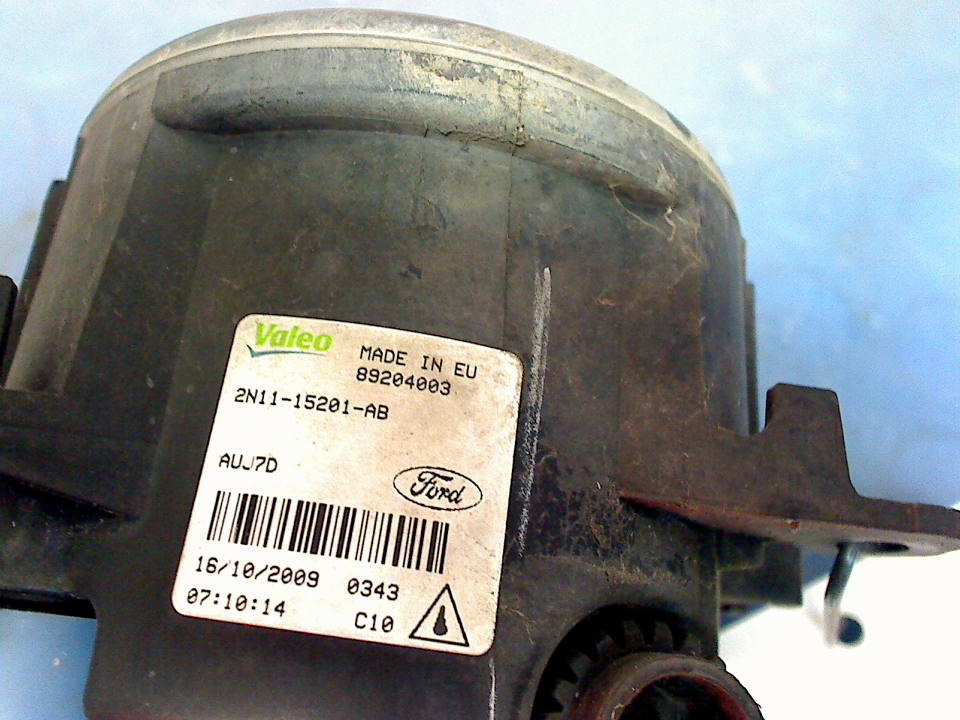 Valeo
MADE IN EU
89204003
2N11-15201-AB
AUJ7D
Ford
16/10/2009 0343
07:10:14 C10